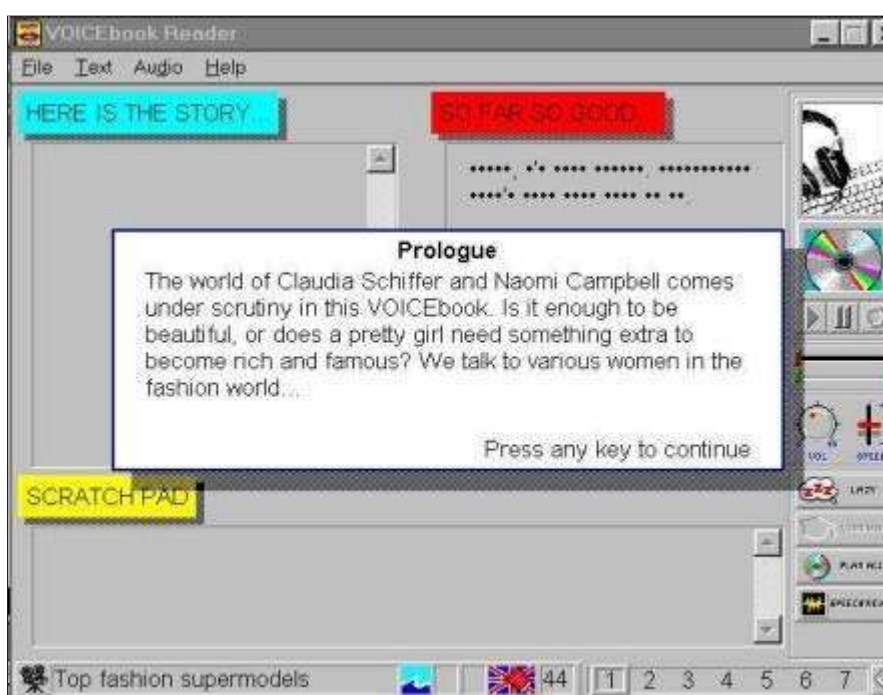 VOICEbook Reader
File Text Audio Help
HERE IS THE STORY...
SO FAR SO GOOD...
•••••, •'• •••• ••••••, •••••••••••
••••'• •••• •••• •••• •• ••,
Prologue
The world of Claudia Schiffer and Naomi Campbell comes
under scrutiny in this VOICEbook. Is it enough to be
beautiful, or does a pretty girl need something extra to
become rich and famous? We talk to various women in the
fashion world...
Press any key to continue
VOL
SPEED
SCRATCH PAD
LAZY
PLAY ALL
Top fashion supermodels 44 1 2 3 4 5 6 7